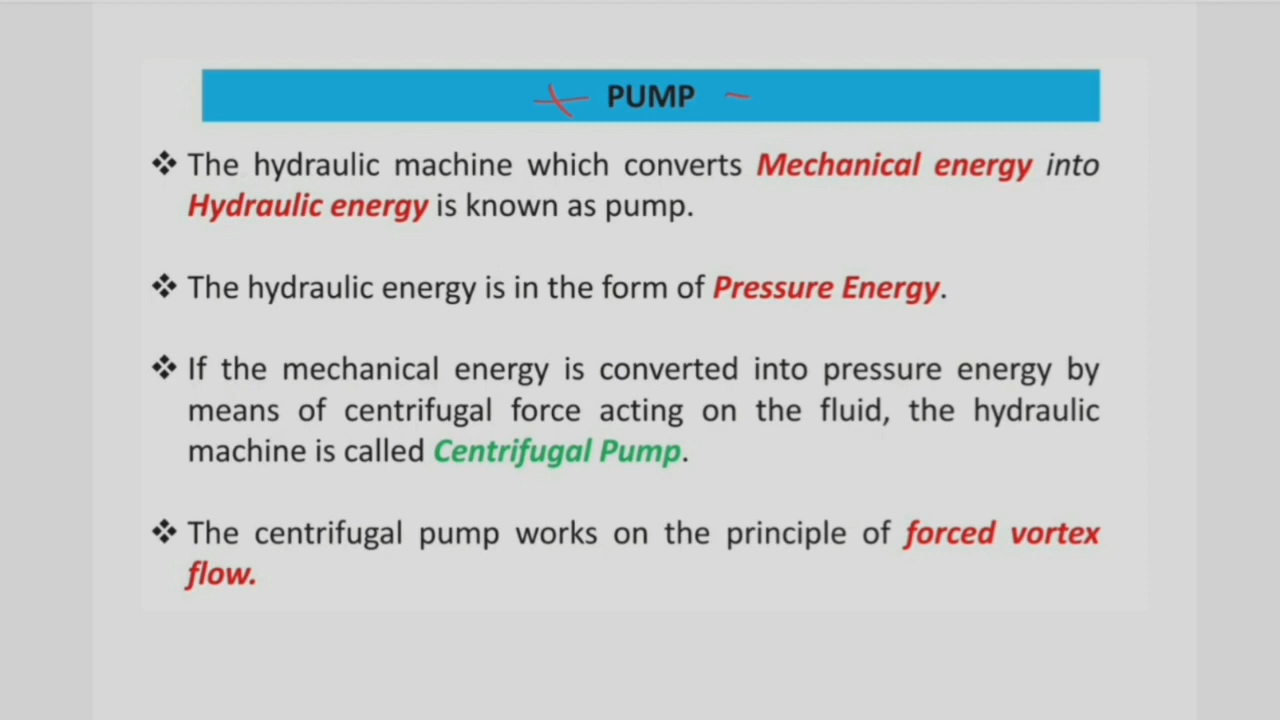 PUMP
❖ The hydraulic machine which converts Mechanical energy into
Hydraulic energy is known as pump.
❖ The hydraulic energy is in the form of Pressure Energy.
❖ If the mechanical energy is converted into pressure energy by
means of centrifugal force acting on the fluid, the hydraulic
machine is called Centrifugal Pump.
❖ The centrifugal pump works on the principle of forced vortex
flow.